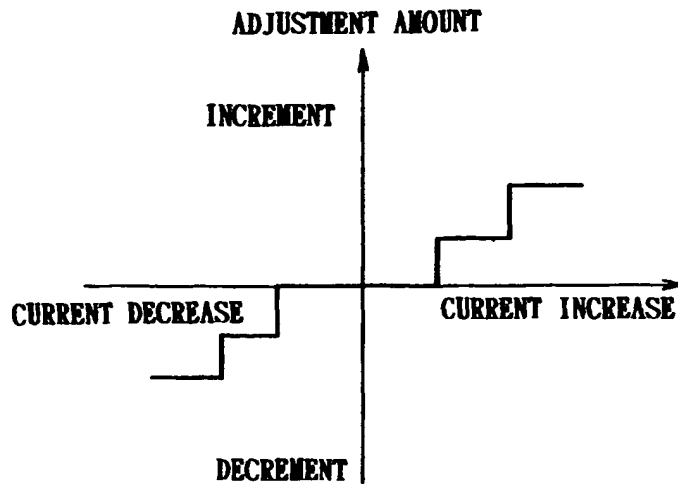 ADJUSTMENT AMOUNT
INCREMENT
CURRENT DECREASE
CURRENT INCREASE
DECREMENT